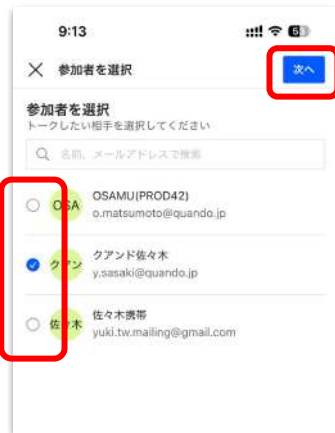 9:13
参加者を選択
次へ
参加者を選択
トークしたい相手を選択してください
名前、メールアドレスで検索
OSA
OSAMU(PROD42)
o.matsumoto@quando.jp
クアン
クアンド佐々木
y.sasaki@quando.jp
佐々木
佐々木携帯
yuki.tw.mailing@gmail.com